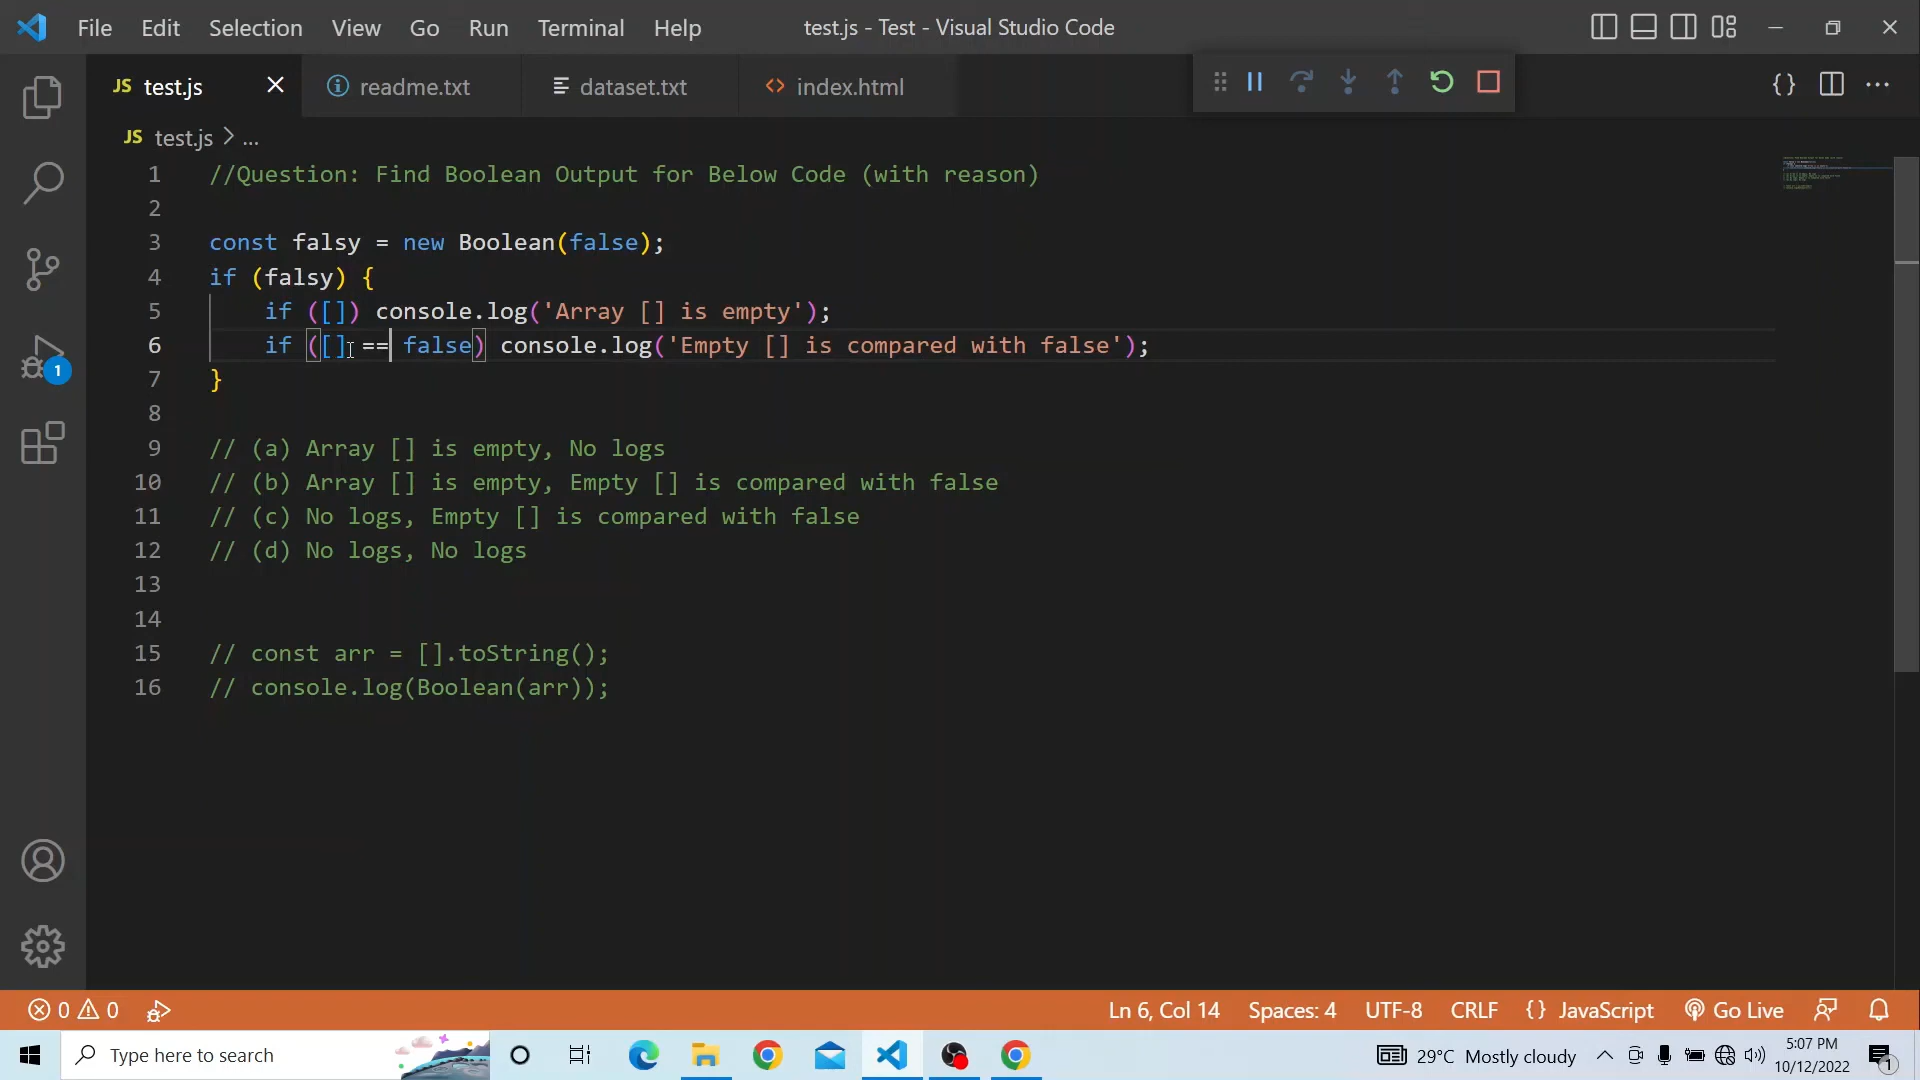 File Edit Selection View Go Run Terminal Help test.js - Test - Visual Studio Code
JS test.js readme.txt dataset.txt index.html
JS test.js > ...
1 //Question: Find Boolean Output for Below Code (with reason)
2
3 const falsy = new Boolean(false);
4 if (falsy) {
5 if ([]) console.log('Array [] is empty');
6 if ([] == false) console.log('Empty [] is compared with false');
7 }
8
9 // (a) Array [] is empty, No logs
10 // (b) Array [] is empty, Empty [] is compared with false
11 // (c) No logs, Empty [] is compared with false
12 // (d) No logs, No logs
13
14
15 // const arr = [].toString();
16 // console.log(Boolean(arr));
1
0 0 Ln 6, Col 14 Spaces: 4 UTF-8 CRLF {} JavaScript Go Live
Type here to search 29°C Mostly cloudy 5:07 PM
10/12/2022 1